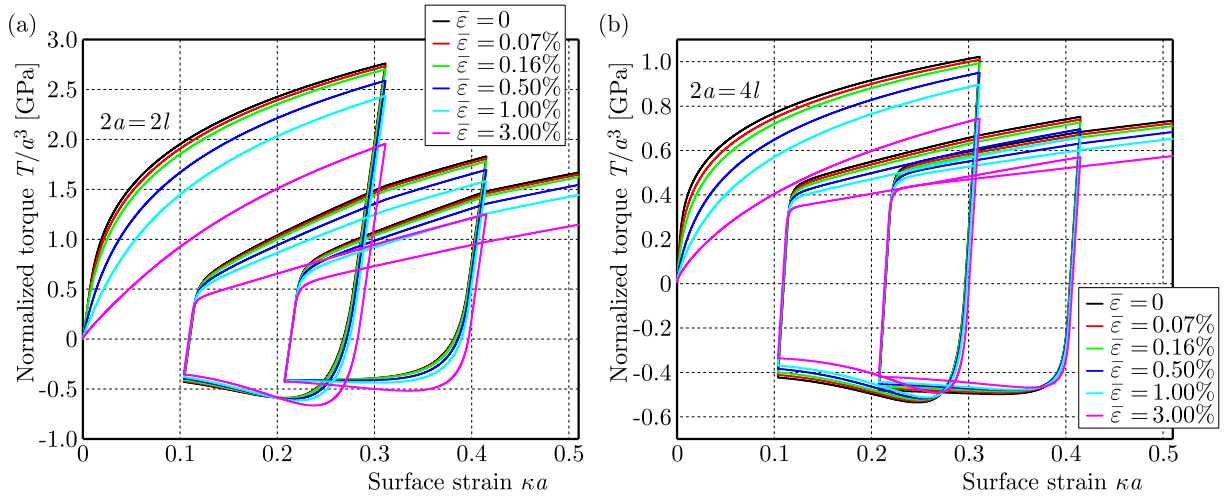 (a)
Normalized torque T/a³ [GPa]
3.0
2.5
2.0
1.5
1.0
0.5
0
-0.5
-1.0
2a=2l
ε̅=0
ε̅=0.07%
ε̅=0.16%
ε̅=0.50%
ε̅=1.00%
ε̅=3.00%
0 0.1 0.2 0.3 0.4 0.5
Surface strain κa
(b)
Normalized torque T/a³ [GPa]
1.0
0.8
0.6
0.4
0.2
0
-0.2
-0.4
-0.6
2a=4l
ε̅=0
ε̅=0.07%
ε̅=0.16%
ε̅=0.50%
ε̅=1.00%
ε̅=3.00%
0 0.1 0.2 0.3 0.4 0.5
Surface strain κa